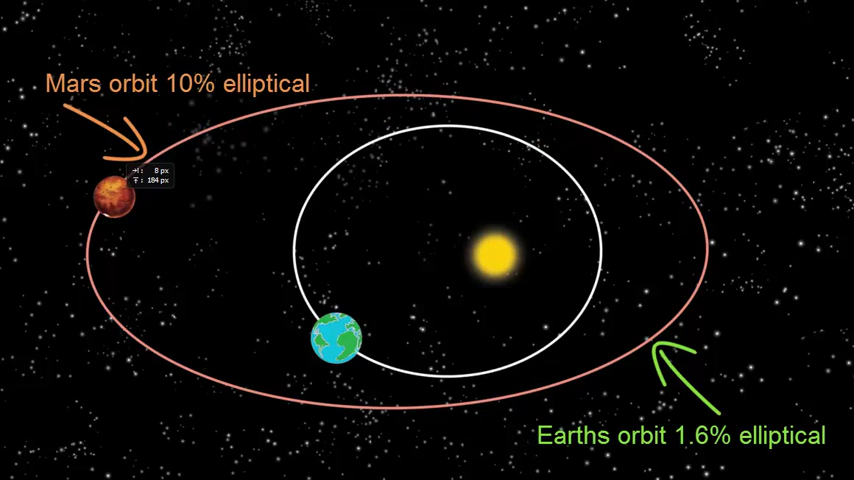 Mars orbit 10% elliptical
→I: 8 px
↑: 184 px
Earths orbit 1.6% elliptical